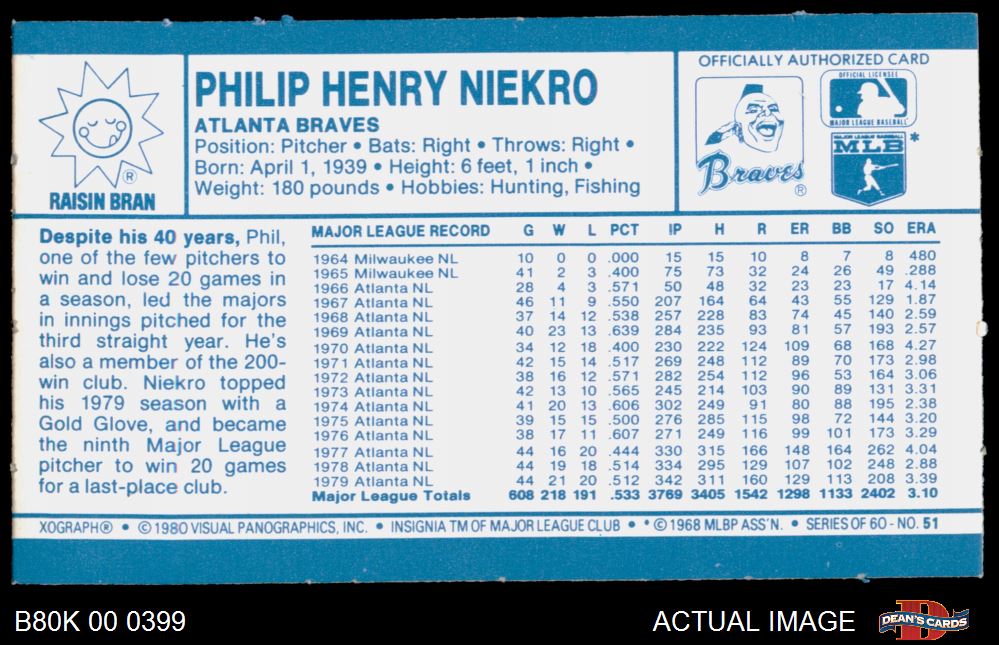 PHILIP HENRY NIEKRO
ATLANTA BRAVES
Position: Pitcher • Bats: Right • Throws: Right •
Born: April 1, 1939 • Height: 6 feet, 1 inch •
Weight: 180 pounds • Hobbies: Hunting, Fishing
®
RAISIN BRAN
OFFICIALLY AUTHORIZED CARD
Braves®
OFFICIAL LICENSEE
MAJOR LEAGUE BASEBALL
MAJOR LEAGUE BASEBALL
MLB *
Despite his 40 years, Phil,
one of the few pitchers to
win and lose 20 games in
a season, led the majors
in innings pitched for the
third straight year. He's
also a member of the 200-
win club. Niekro topped
his 1979 season with a
Gold Glove, and became
the ninth Major League
pitcher to win 20 games
for a last-place club.
MAJOR LEAGUE RECORD G W L PCT IP H R ER BB SO ERA
1964 Milwaukee NL 10 0 0 .000 15 15 10 8 7 8 480
1965 Milwaukee NL 41 2 3 .400 75 73 32 24 26 49 .288
1966 Atlanta NL 28 4 3 .571 50 48 32 23 23 17 4.14
1967 Atlanta NL 46 11 9 .550 207 164 64 43 55 129 1.87
1968 Atlanta NL 37 14 12 .538 257 228 83 74 45 140 2.59
1969 Atlanta NL 40 23 13 .639 284 235 93 81 57 193 2.57
1970 Atlanta NL 34 12 18 .400 230 222 124 109 68 168 4.27
1971 Atlanta NL 42 15 14 .517 269 248 112 89 70 173 2.98
1972 Atlanta NL 38 16 12 .571 282 254 112 96 53 164 3.06
1973 Atlanta NL 42 13 10 .565 245 214 103 90 89 131 3.31
1974 Atlanta NL 41 20 13 .606 302 249 91 80 88 195 2.38
1975 Atlanta NL 39 15 15 .500 276 285 115 98 72 144 3.20
1976 Atlanta NL 38 17 11 .607 271 249 116 99 101 173 3.29
1977 Atlanta NL 44 16 20 .444 330 315 166 148 164 262 4.04
1978 Atlanta NL 44 19 18 .514 334 295 129 107 102 248 2.88
1979 Atlanta NL 44 21 20 .512 342 311 160 129 113 208 3.39
Major League Totals 608 218 191 .533 3769 3405 1542 1298 1133 2402 3.10
XOGRAPH® • ©1980 VISUAL PANOGRAPHICS, INC. • INSIGNIA TM OF MAJOR LEAGUE CLUB • *©1968 MLBP ASS'N. • SERIES OF 60 - NO. 51
B80K 00 0399
ACTUAL IMAGE
DEAN'S CARDS